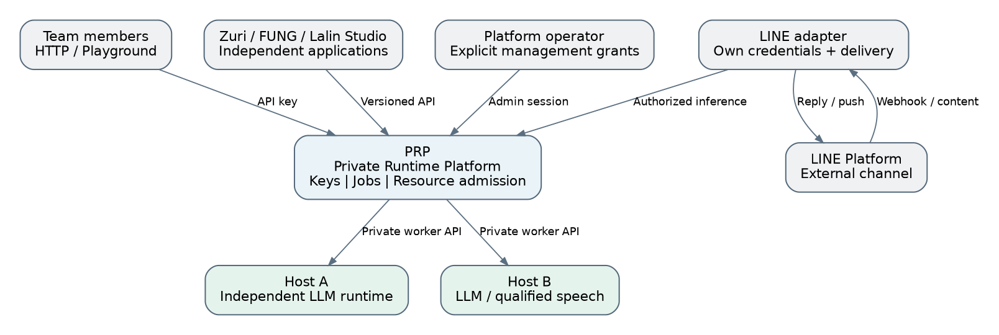 Team members
HTTP / Playground
Zuri / FUNG / Lalin Studio
Independent applications
Platform operator
Explicit management grants
LINE adapter
Own credentials + delivery
API key
Versioned API
Admin session
Authorized inference
Reply / push
Webhook / content
PRP
Private Runtime Platform
Keys | Jobs | Resource admission
LINE Platform
External channel
Private worker API
Private worker API
Host A
Independent LLM runtime
Host B
LLM / qualified speech